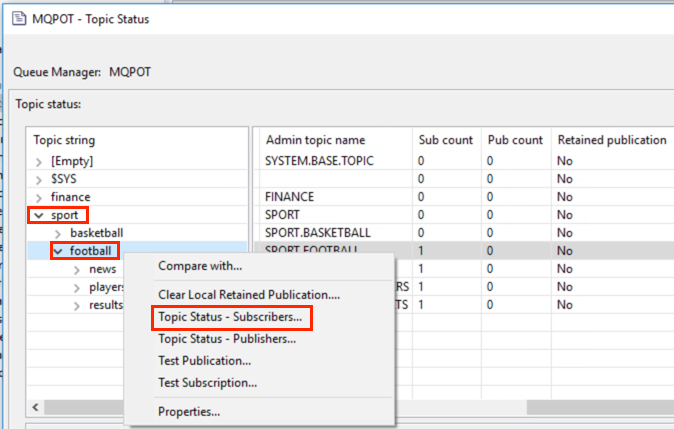 MQPOT - Topic Status
Queue Manager: MQPOT
Topic status:
Topic string Admin topic name Sub count Pub count Retained publication
[Empty] SYSTEM.BASE.TOPIC 0 0 No
$SYS 0 0 No
finance FINANCE 0 0 No
sport SPORT 0 0 No
basketball SPORT.BASKETBALL 0 0 No
football SPORT.FOOTBALL 1 0 No
news 1 0 No
players RS 1 0 No
results TS 1 0 No
Compare with...
Clear Local Retained Publication....
Topic Status - Subscribers...
Topic Status - Publishers...
Test Publication...
Test Subscription...
Properties...